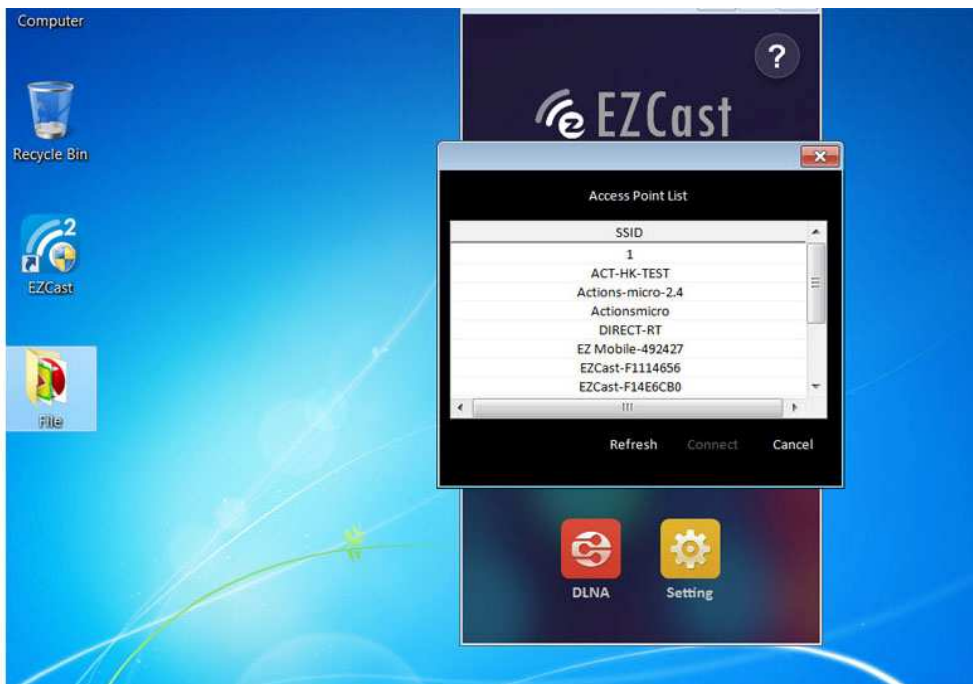 Computer
Recycle Bin
2
EZCast
File
?
EZCast
Access Point List
SSID
1
ACT-HK-TEST
Actions-micro-2.4
Actionsmicro
DIRECT-RT
EZ Mobile-492427
EZCast-F1114656
EZCast-F14E6CB0
Refresh Connect Cancel
DLNA Setting